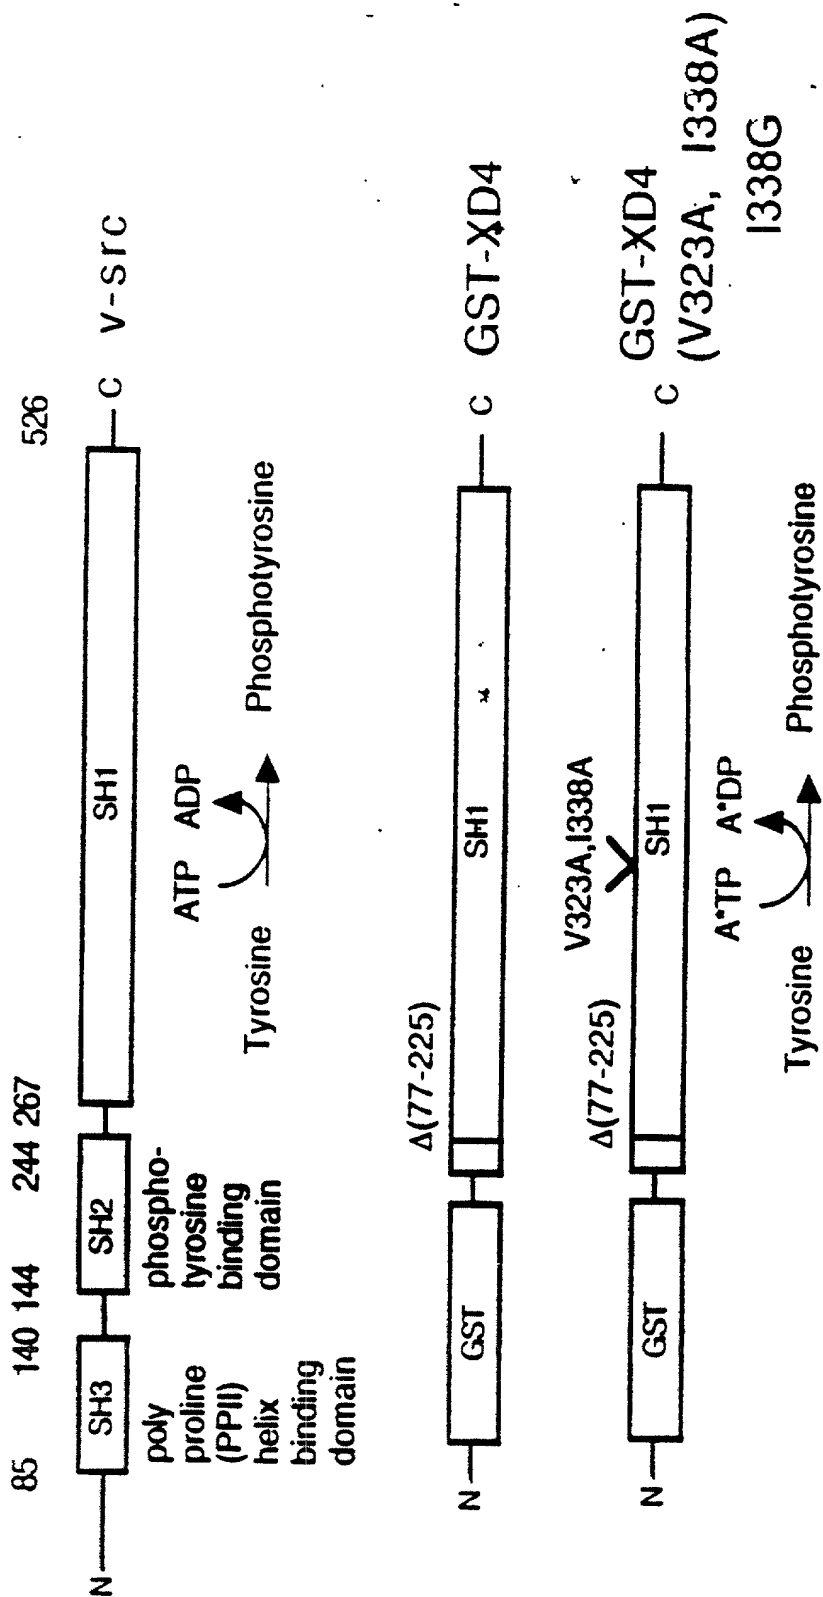 85 140 144 244 267 526
N SH3 SH2 SH1 C v-src
poly
proline
(PPII)
helix
binding
domain
phospho-
tyrosine
binding
domain
ATP ADP
Tyrosine Phosphotyrosine
Δ(77-225)
N GST SH1 C GST-XD4
V323A,I338A
Δ(77-225)
N GST SH1 C
GST-XD4
(V323A, I338A)
I338G
A*TP A*DP
Tyrosine Phosphotyrosine